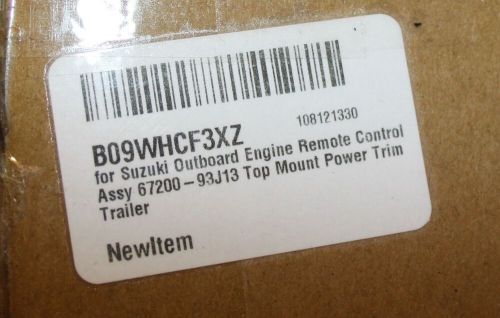 B09WHCF3XZ 108121330
for Suzuki Outboard Engine Remote Control
Assy 67200-93J13 Top Mount Power Trim
Trailer
NewItem